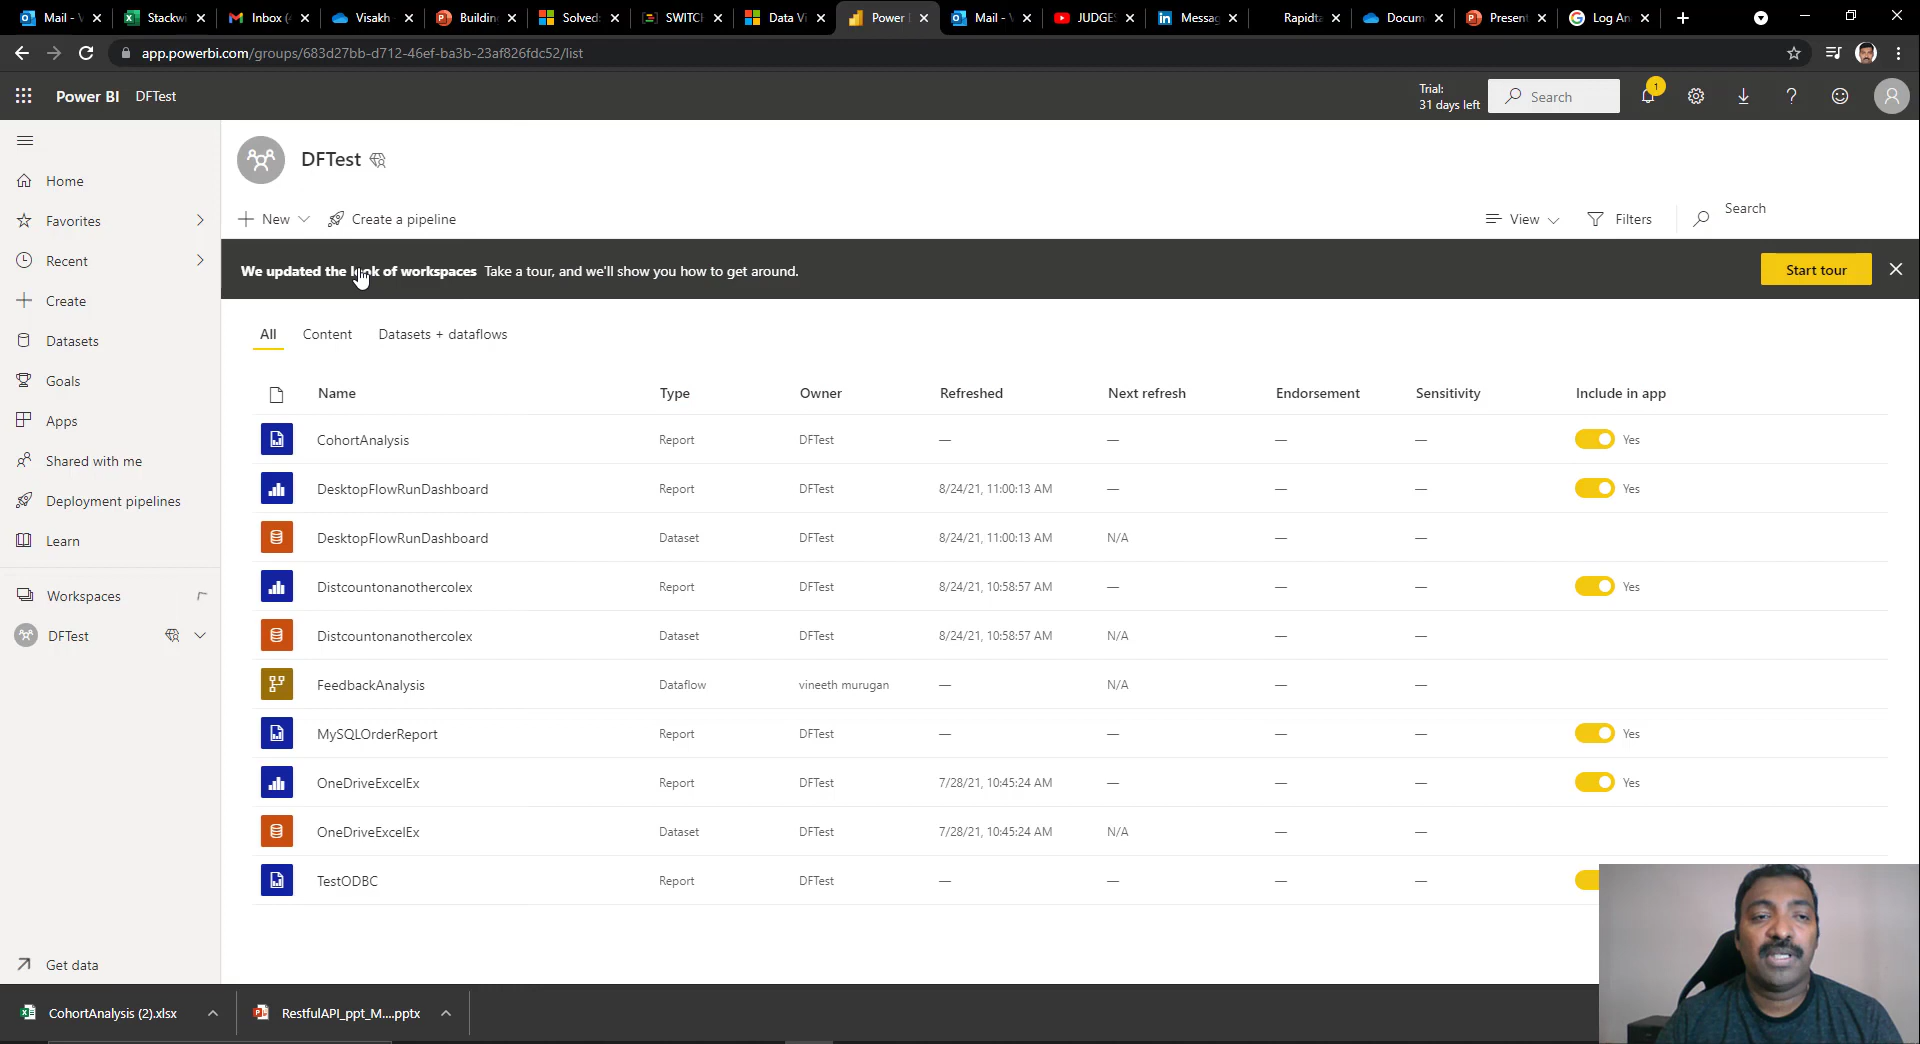 Mail - V
Stackwi
Inbox (
Visakh -
Building
Solved:
SWITCH
Data Vi
Power
Mail - V
JUDGES
Messag
Rapidta
Docum
Present
Log An
app.powerbi.com/groups/683d27bb-d712-46ef-ba3b-23af826fdc52/list
Power BI DFTest
Trial:
31 days left
Search
1
DFTest
New
Create a pipeline
View
Filters
Search
We updated the look of workspaces Take a tour, and we'll show you how to get around.
Start tour
Home
Favorites
Recent
Create
Datasets
Goals
Apps
Shared with me
Deployment pipelines
Learn
Workspaces
DFTest
Get data
All Content Datasets + dataflows
Name Type Owner Refreshed Next refresh Endorsement Sensitivity Include in app
CohortAnalysis Report DFTest — — — — Yes
DesktopFlowRunDashboard Report DFTest 8/24/21, 11:00:13 AM — — — Yes
DesktopFlowRunDashboard Dataset DFTest 8/24/21, 11:00:13 AM N/A — —
Distcountonanothercolex Report DFTest 8/24/21, 10:58:57 AM — — — Yes
Distcountonanothercolex Dataset DFTest 8/24/21, 10:58:57 AM N/A — —
FeedbackAnalysis Dataflow vineeth murugan — N/A — —
MySQLOrderReport Report DFTest — — — — Yes
OneDriveExcelEx Report DFTest 7/28/21, 10:45:24 AM — — — Yes
OneDriveExcelEx Dataset DFTest 7/28/21, 10:45:24 AM N/A — —
TestODBC Report DFTest — — — —
CohortAnalysis (2).xlsx
RestfulAPI_ppt_M....pptx